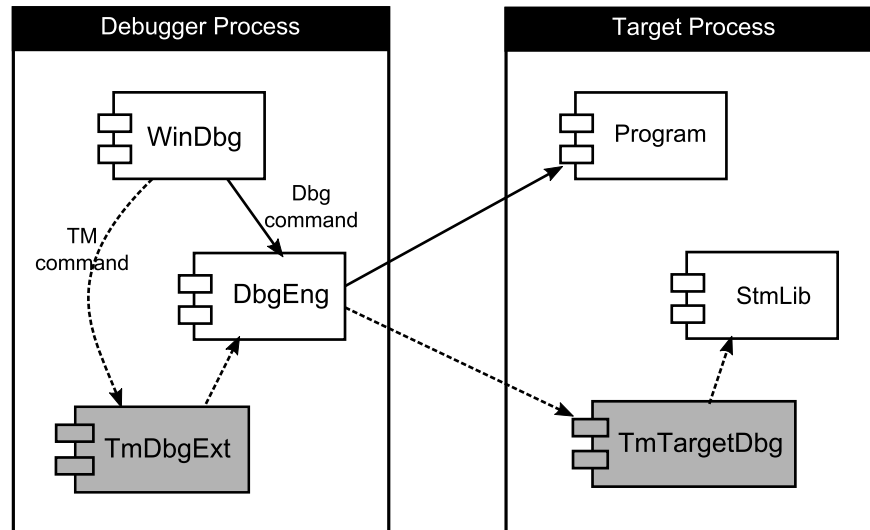 Debugger Process
Target Process
WinDbg
Program
Dbg
command
TM
command
DbgEng
StmLib
TmDbgExt
TmTargetDbg